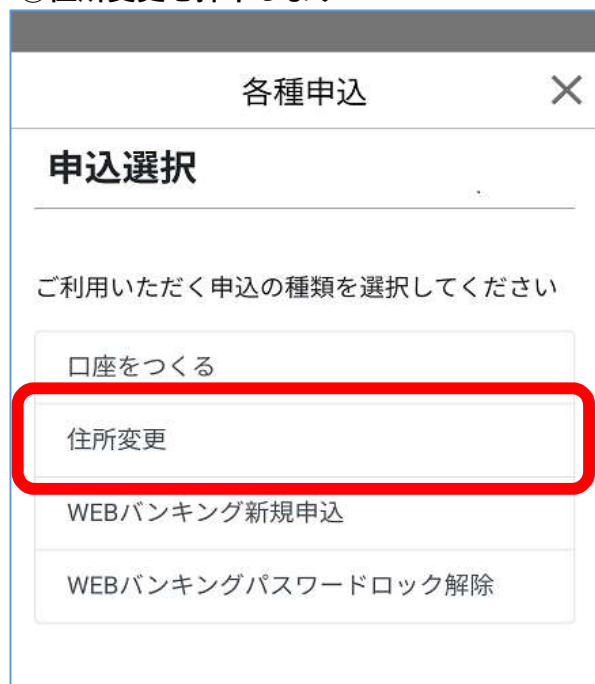 各種申込
申込選択
ご利用いただく申込の種類を選択してください
口座をつくる
住所変更
WEBバンキング新規申込
WEBバンキングパスワードロック解除